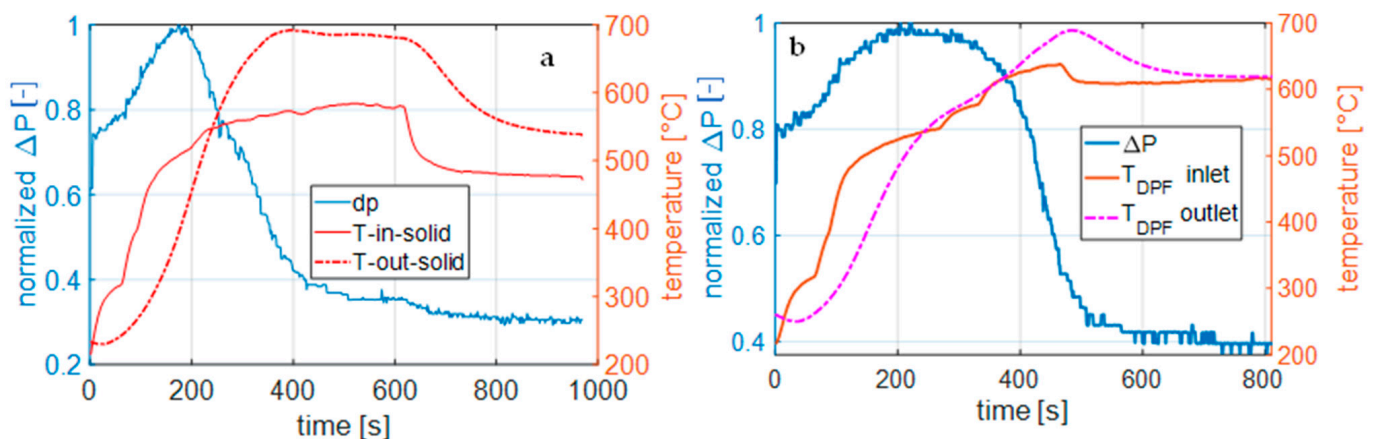 a
1
0.8
0.6
0.4
0.2
normalized ΔP [-]
700
600
500
400
300
200
temperature [°C]
dp
T-in-solid
T-out-solid
0 200 400 600 800 1000
time [s]
b
1
0.8
0.6
0.4
normalized ΔP [-]
700
600
500
400
300
200
temperature [°C]
ΔP
T_DPF inlet
T_DPF outlet
0 200 400 600 800
time [s]